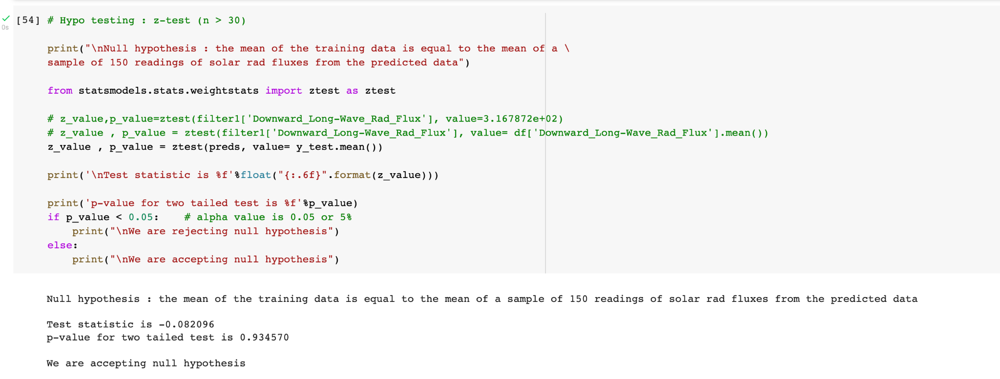 [54] # Hypo testing : z-test (n > 30)
0s
print("\nNull hypothesis : the mean of the training data is equal to the mean of a \
sample of 150 readings of solar rad fluxes from the predicted data")
from statsmodels.stats.weightstats import ztest as ztest
# z_value,p_value=ztest(filter1['Downward_Long-Wave_Rad_Flux'], value=3.167872e+02)
# z_value , p_value = ztest(filter1['Downward_Long-Wave_Rad_Flux'], value= df['Downward_Long-Wave_Rad_Flux'].mean())
z_value , p_value = ztest(preds, value= y_test.mean())
print('\nTest statistic is %f'%float("{:.6f}".format(z_value)))
print('p-value for two tailed test is %f'%p_value)
if p_value < 0.05:    # alpha value is 0.05 or 5%
    print("\nWe are rejecting null hypothesis")
else:
    print("\nWe are accepting null hypothesis")
Null hypothesis : the mean of the training data is equal to the mean of a sample of 150 readings of solar rad fluxes from the predicted data
Test statistic is -0.082096
p-value for two tailed test is 0.934570
We are accepting null hypothesis